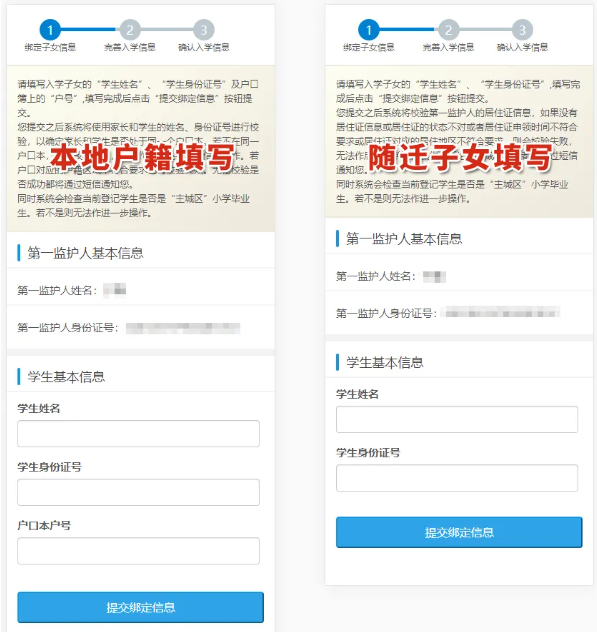 1 2 3
绑定子女信息 完善入学信息 确认入学信息
请填写入学子女的“学生姓名”、“学生身份证号”及户口
簿上的“户号”,填写完成后点击“提交绑定信息”按钮提
交。
您提交之后系统将使用家长和学生的姓名、身份证号进行校
验，以确定家长和学生是否处于同一个户口本，若不在同一
户口本，
本地户籍填写
作。若
户口对应的户籍
校验是
否成功都将通过短信通知您。
同时系统会检查当前登记学生是否是“主城区”小学毕业
生。若不是则无法作进一步操作。
第一监护人基本信息
第一监护人姓名：
第一监护人身份证号：
学生基本信息
学生姓名
学生身份证号
户口本户号
提交绑定信息
1 2 3
绑定子女信息 完善入学信息 确认入学信息
请填写入学子女的“学生姓名”、“学生身份证号”,填写完
成后点击“提交绑定信息”按钮提交。
您提交之后系统将校验第一监护人的居住证信息，如果没有
居住证信息或居住证的状态不对或者居住证申领时间不符合
要求或居住证对应的居住地区不符合要求，则会校验失败，
无法作
随迁子女填写
过短信
通知您。
同时系统会检查当前登记学生是否是“主城区”小学毕业
生。若不是则无法作进一步操作。
第一监护人基本信息
第一监护人姓名：
第一监护人身份证号：
学生基本信息
学生姓名
学生身份证号
提交绑定信息